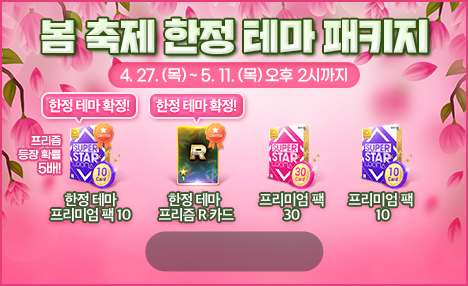 봄 축제 한정 테마 패키지
4. 27. (목) ~ 5. 11. (목) 오후 2시까지
한정 테마 확정!
한정 테마 확정!
프리즘
등장 확률
5배!
SUPER
STAR
10
Card
R
SUPER
STAR
30
Card
SUPER
STAR
10
Card
한정 테마
프리미엄 팩 10
한정 테마
프리즘 R 카드
프리미엄 팩
30
프리미엄 팩
10